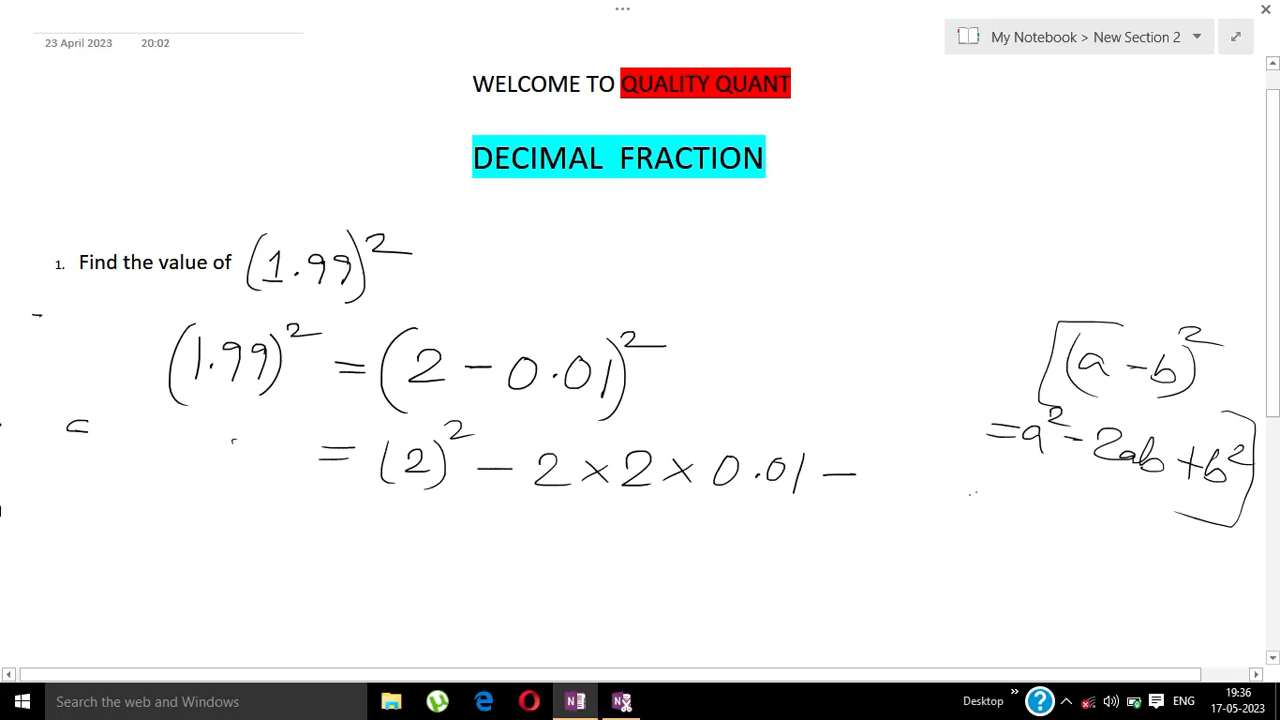 23 April 2023 20:02
My Notebook > New Section 2
WELCOME TO QUALITY QUANT
DECIMAL FRACTION
1. Find the value of (1.99)²
(1.99)² = (2 - 0.01)²
= (2)² - 2 × 2 × 0.01 -
(a - b)²
= a² - 2ab + b²
Search the web and Windows
Desktop
ENG
19:36
17-05-2023